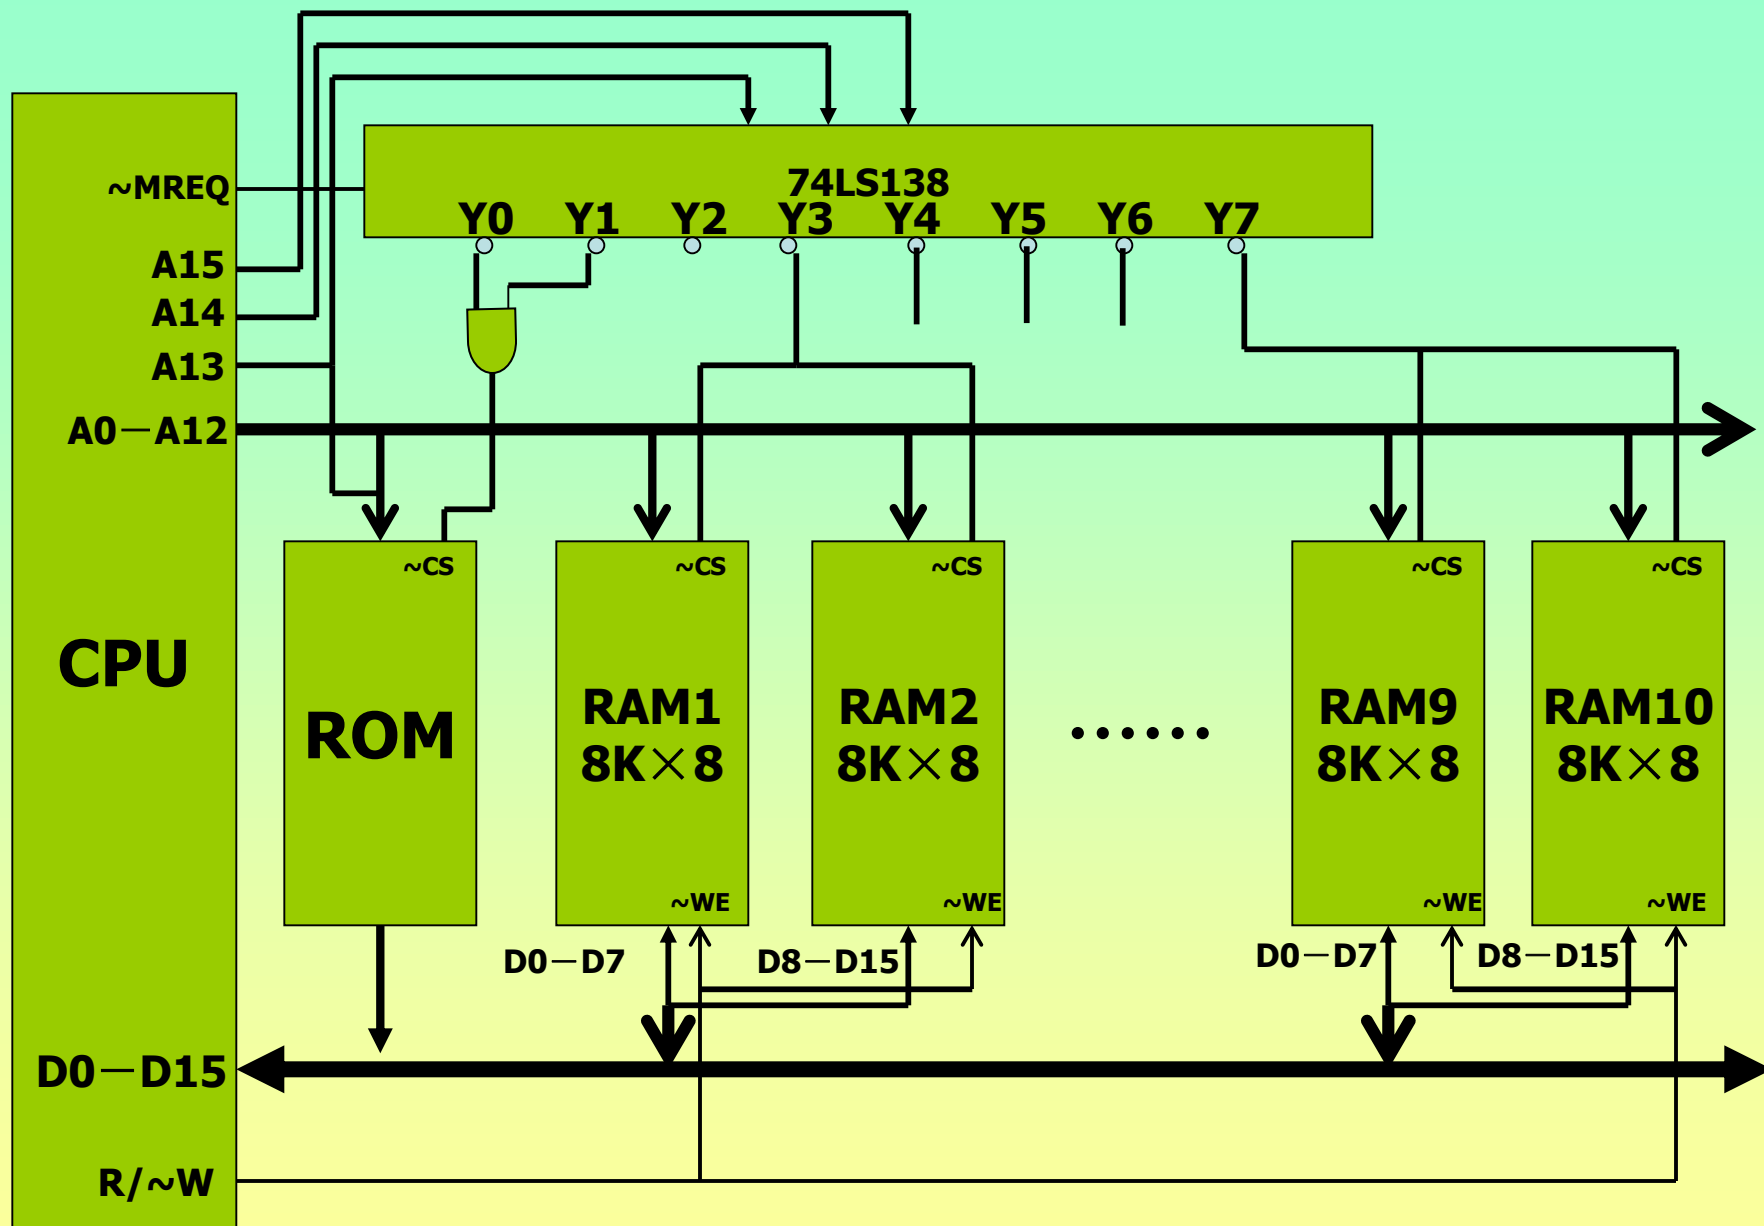 74LS138
~MREQ
Y0 Y1 Y2 Y3 Y4 Y5 Y6 Y7
A15
A14
A13
A0—A12
~CS ~CS ~CS ~CS ~CS
CPU
ROM
RAM1
8K×8
RAM2
8K×8
······
RAM9
8K×8
RAM10
8K×8
~WE ~WE ~WE ~WE
D0—D7 D8—D15 D0—D7 D8—D15
D0—D15
R/~W